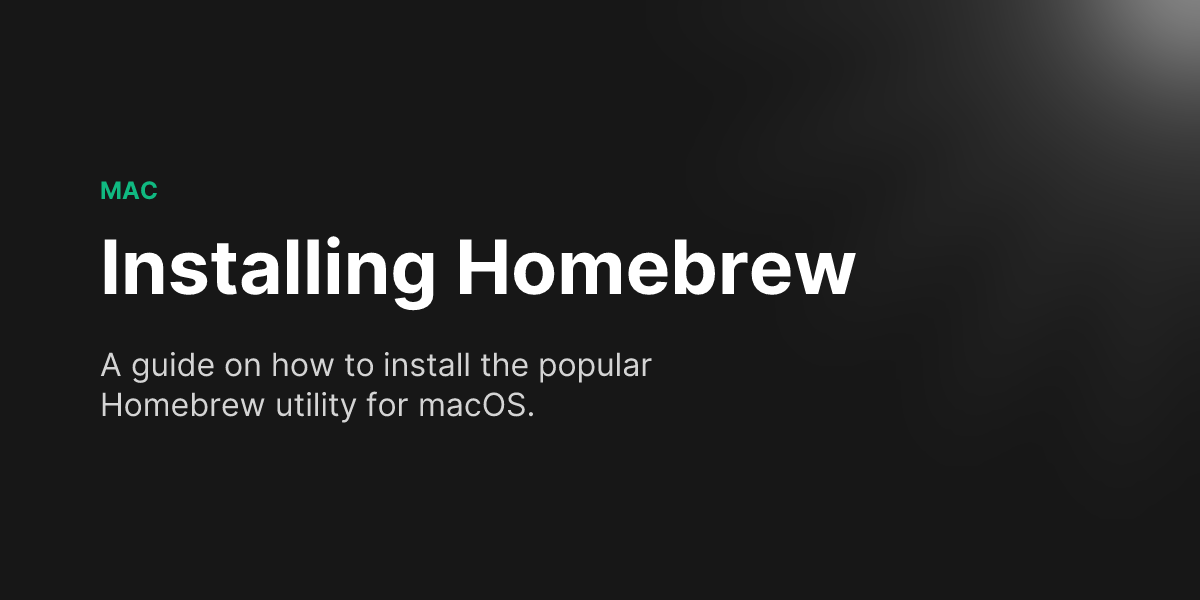 MAC
Installing Homebrew
A guide on how to install the popular
Homebrew utility for macOS.